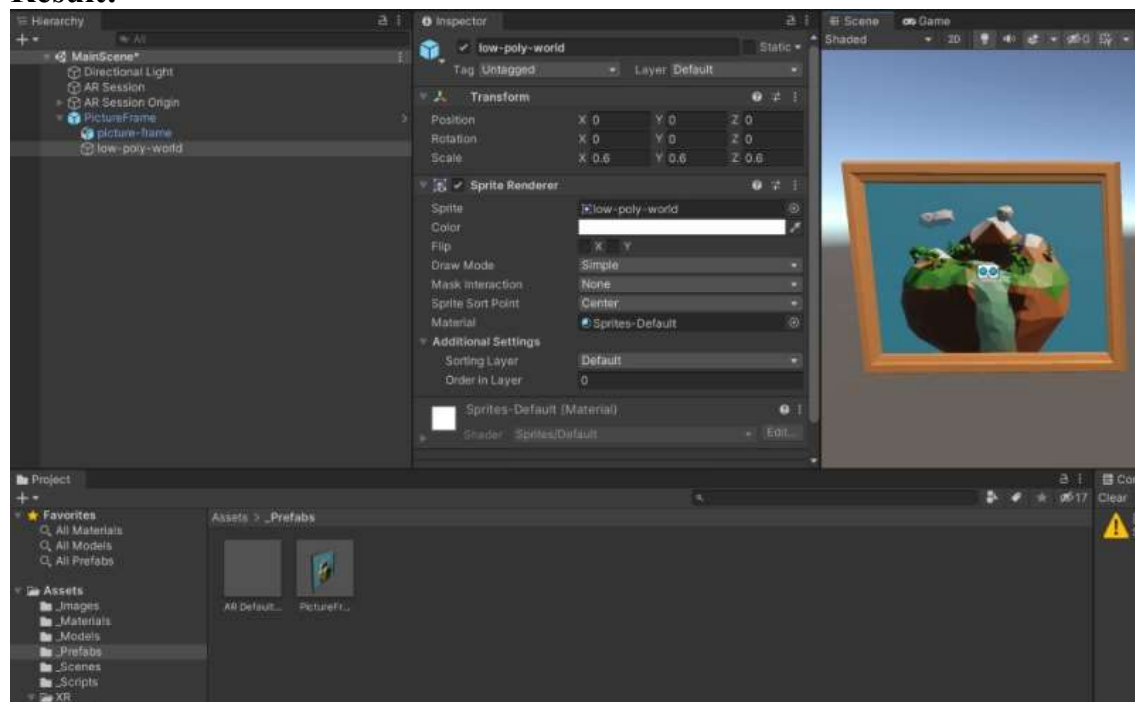 Result:
Hierarchy
All
MainScene*
Directional Light
AR Session
AR Session Origin
PictureFrame
picture-frame
low-poly-world
Inspector
low-poly-world
Static
Tag Untagged Layer Default
Transform
Position X 0 Y 0 Z 0
Rotation X 0 Y 0 Z 0
Scale X 0.6 Y 0.6 Z 0.6
Sprite Renderer
Sprite low-poly-world
Color
Flip X Y
Draw Mode Simple
Mask Interaction None
Sprite Sort Point Center
Material Sprites-Default
Additional Settings
Sorting Layer Default
Order in Layer 0
Sprites-Default (Material)
Shader Sprites/Default Edit...
Scene Game
Shaded 2D 0
Project
17
Favorites
All Materials
All Models
All Prefabs
Assets
_Images
_Materials
_Models
_Prefabs
_Scenes
_Scripts
XR
Assets > _Prefabs
AR Default... PictureFr...
Con
Clear